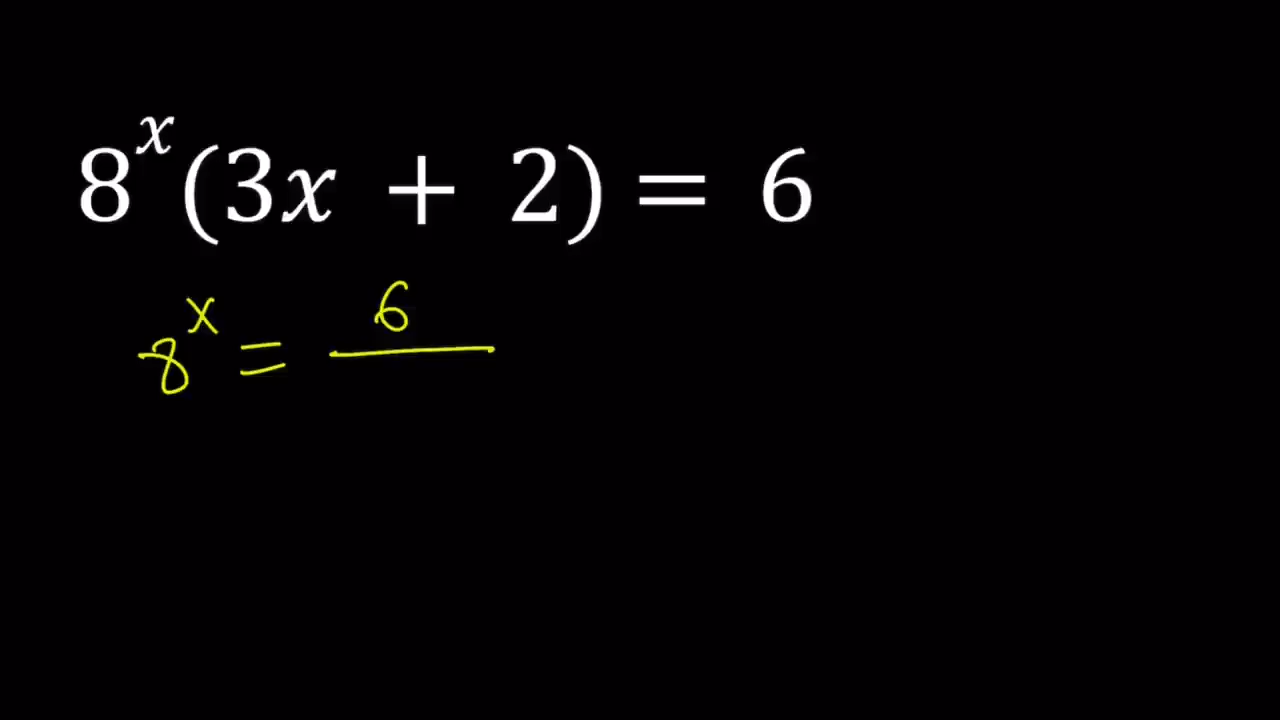 8^x(3x + 2) = 6
8^x = 6/